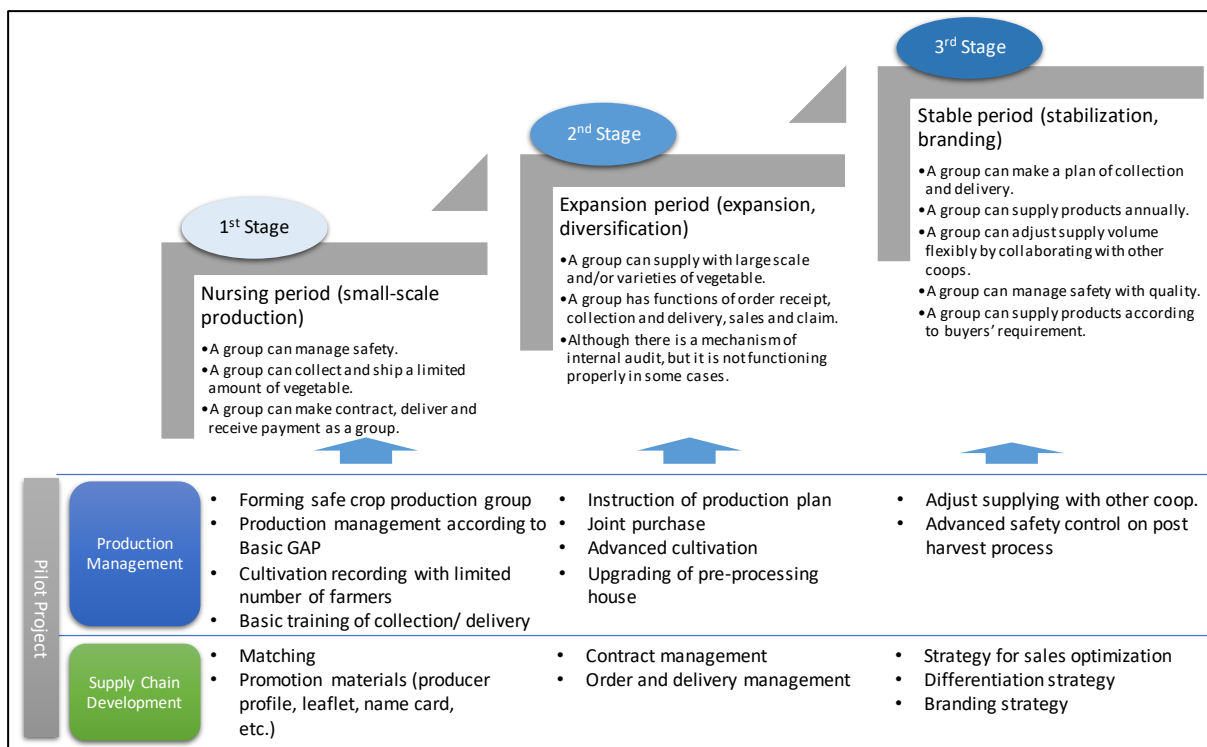 1st Stage
Nursing period (small-scale
production)
•A group can manage safety.
•A group can collect and ship a limited
amount of vegetable.
•A group can make contract, deliver and
receive payment as a group.
2nd Stage
Expansion period (expansion,
diversification)
•A group can supply with large scale
and/or varieties of vegetable.
•A group has functions of order receipt,
collection and delivery, sales and claim.
•Although there is a mechanism of
internal audit, but it is not functioning
properly in some cases.
3rd Stage
Stable period (stabilization,
branding)
•A group can make a plan of collection
and delivery.
•A group can supply products annually.
•A group can adjust supply volume
flexibly by collaborating with other
coops.
•A group can manage safety with quality.
•A group can supply products according
to buyers’ requirement.
Pilot Project
Production
Management
• Forming safe crop production group
• Production management according to
Basic GAP
• Cultivation recording with limited
number of farmers
• Basic training of collection/ delivery
• Instruction of production plan
• Joint purchase
• Advanced cultivation
• Upgrading of pre-processing
house
• Adjust supplying with other coop.
• Advanced safety control on post
harvest process
Supply Chain
Development
• Matching
• Promotion materials (producer
profile, leaflet, name card,
etc.)
• Contract management
• Order and delivery management
• Strategy for sales optimization
• Differentiation strategy
• Branding strategy